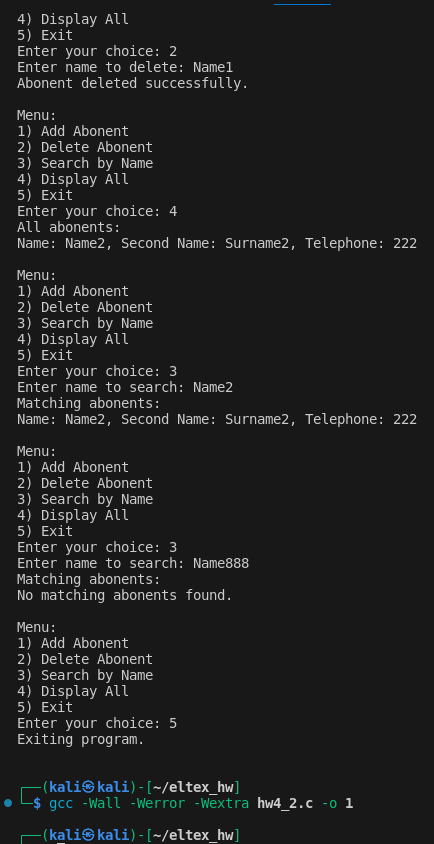 4) Display All
5) Exit
Enter your choice: 2
Enter name to delete: Name1
Abonent deleted successfully.
Menu:
1) Add Abonent
2) Delete Abonent
3) Search by Name
4) Display All
5) Exit
Enter your choice: 4
All abonents:
Name: Name2, Second Name: Surname2, Telephone: 222
Menu:
1) Add Abonent
2) Delete Abonent
3) Search by Name
4) Display All
5) Exit
Enter your choice: 3
Enter name to search: Name2
Matching abonents:
Name: Name2, Second Name: Surname2, Telephone: 222
Menu:
1) Add Abonent
2) Delete Abonent
3) Search by Name
4) Display All
5) Exit
Enter your choice: 3
Enter name to search: Name888
Matching abonents:
No matching abonents found.
Menu:
1) Add Abonent
2) Delete Abonent
3) Search by Name
4) Display All
5) Exit
Enter your choice: 5
Exiting program.
┌──(kali㉿kali)-[~/eltex_hw]
└─$ gcc -Wall -Werror -Wextra hw4_2.c -o 1
┌──(kali㉿kali)-[~/eltex_hw]